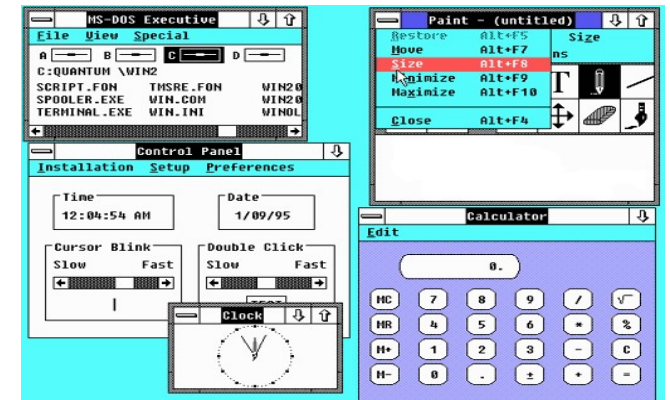 MS-DOS Executive
File View Special
A B C D
C:QUANTUM \WIN2
SCRIPT.FON TMSRE.FON WIN20
SPOOLER.EXE WIN.COM WIN20
TERMINAL.EXE WIN.INI WINOL
Paint - (untitled)
Restore Alt+F5
Move Alt+F7
Size Alt+F8
Minimize Alt+F9
Maximize Alt+F10
Close Alt+F4
Size
ns
T
Control Panel
Installation Setup Preferences
Time
12:04:54 AM
Date
1/09/95
Cursor Blink
Slow Fast
Double Click
Slow Fast
Clock
Calculator
Edit
0.
MC 7 8 9 / √
MR 4 5 6 * %
M+ 1 2 3 - C
M- 0 . ± + =